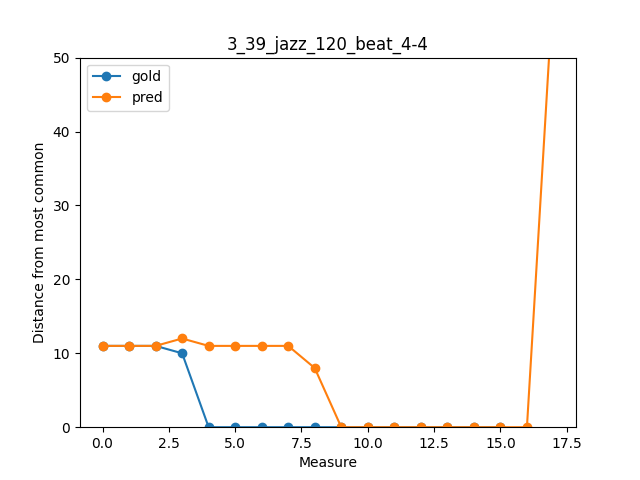 3_39_jazz_120_beat_4-4
gold
pred
Distance from most common
50
40
30
20
10
0
0.0 2.5 5.0 7.5 10.0 12.5 15.0 17.5
Measure